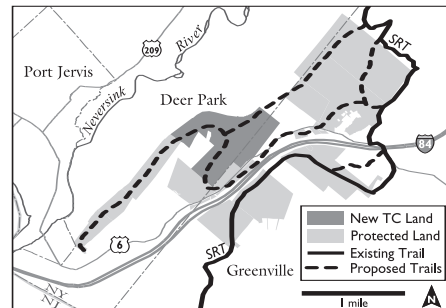 SRT
209
Port Jervis
River
Neversink
Deer Park
84
6
SRT
Greenville
NY
NJ
New TC Land
Protected Land
Existing Trail
Proposed Trails
1 mile
N